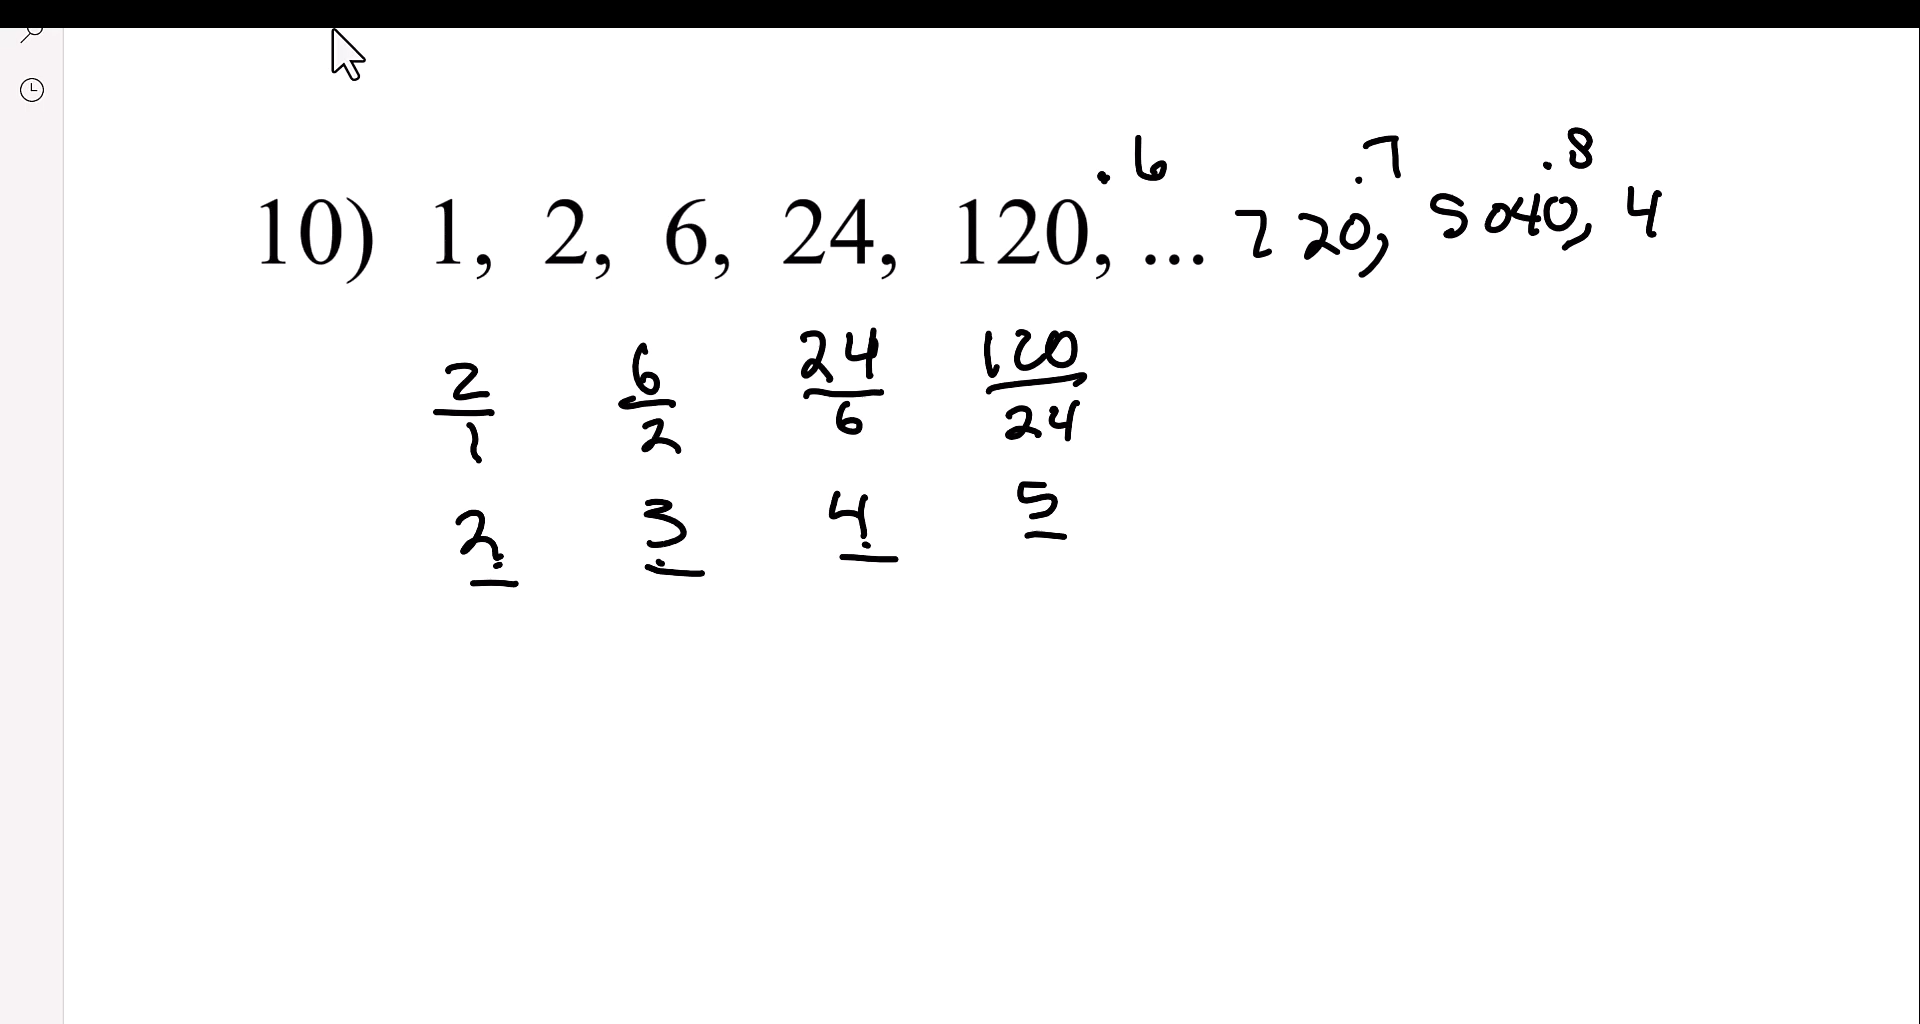 .6 .7 .8
10) 1, 2, 6, 24, 120, ... 720, 5040, 4
2/1 6/2 24/6 120/24
2 3 4 5